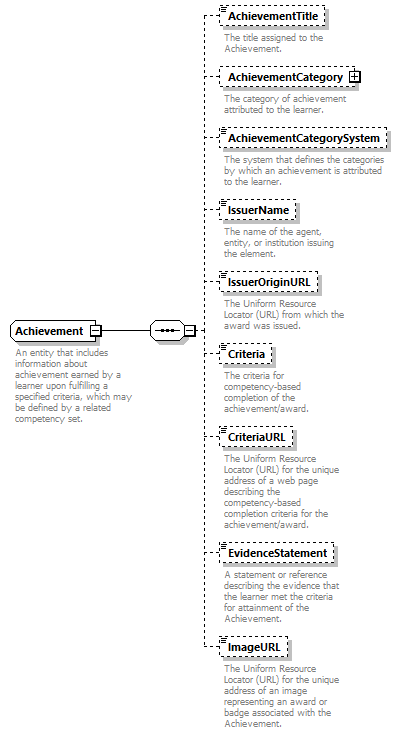 AchievementTitle
The title assigned to the
Achievement.
AchievementCategory
The category of achievement
attributed to the learner.
AchievementCategorySystem
The system that defines the categories
by which an achievement is attributed
to the learner.
IssuerName
The name of the agent,
entity, or institution issuing
the element.
IssuerOriginURL
The Uniform Resource
Locator (URL) from which the
award was issued.
Achievement
An entity that includes
information about
achievement earned by a
learner upon fulfilling a
specified criteria, which may
be defined by a related
competency set.
Criteria
The criteria for
competency-based
completion of the
achievement/award.
CriteriaURL
The Uniform Resource
Locator (URL) for the unique
address of a web page
describing the
competency-based
completion criteria for the
achievement/award.
EvidenceStatement
A statement or reference
describing the evidence that
the learner met the criteria
for attainment of the
Achievement.
ImageURL
The Uniform Resource
Locator (URL) for the unique
address of an image
representing an award or
badge associated with the
Achievement.